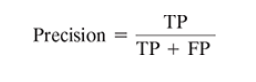 Precision = TP / TP + FP